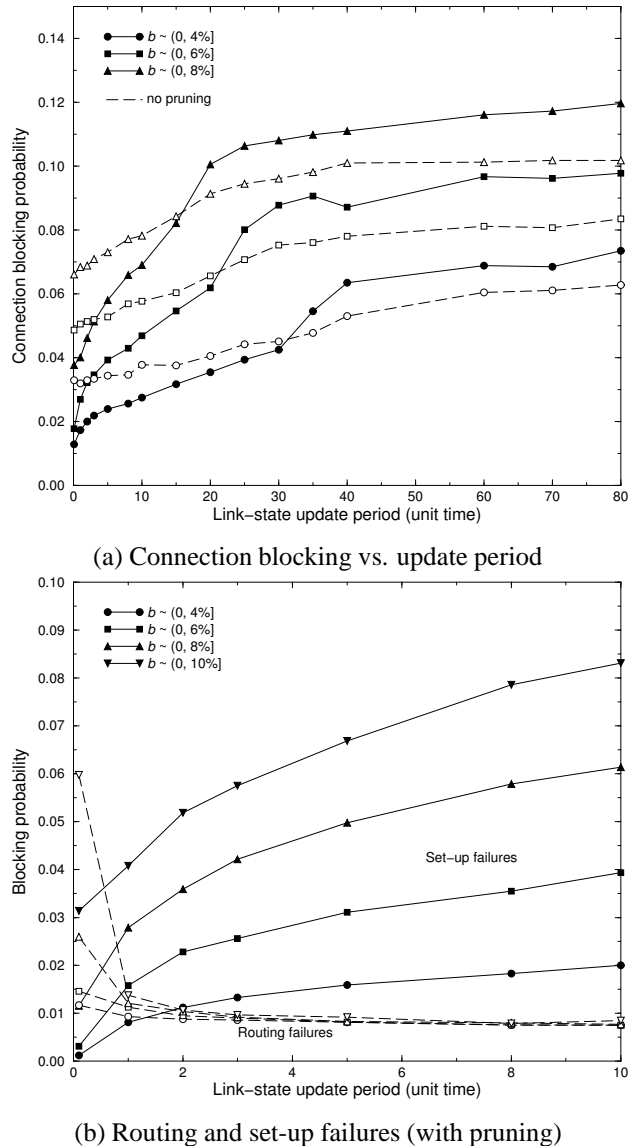 0.14
0.12
0.10
0.08
0.06
0.04
0.02
0.00
Connection blocking probability
b ~ (0, 4%]
b ~ (0, 6%]
b ~ (0, 8%]
no pruning
0 10 20 30 40 50 60 70 80
Link-state update period (unit time)
(a) Connection blocking vs. update period
0.10
0.09
0.08
0.07
0.06
0.05
0.04
0.03
0.02
0.01
0.00
Blocking probability
b ~ (0, 4%]
b ~ (0, 6%]
b ~ (0, 8%]
b ~ (0, 10%]
Set-up failures
Routing failures
0 2 4 6 8 10
Link-state update period (unit time)
(b) Routing and set-up failures (with pruning)